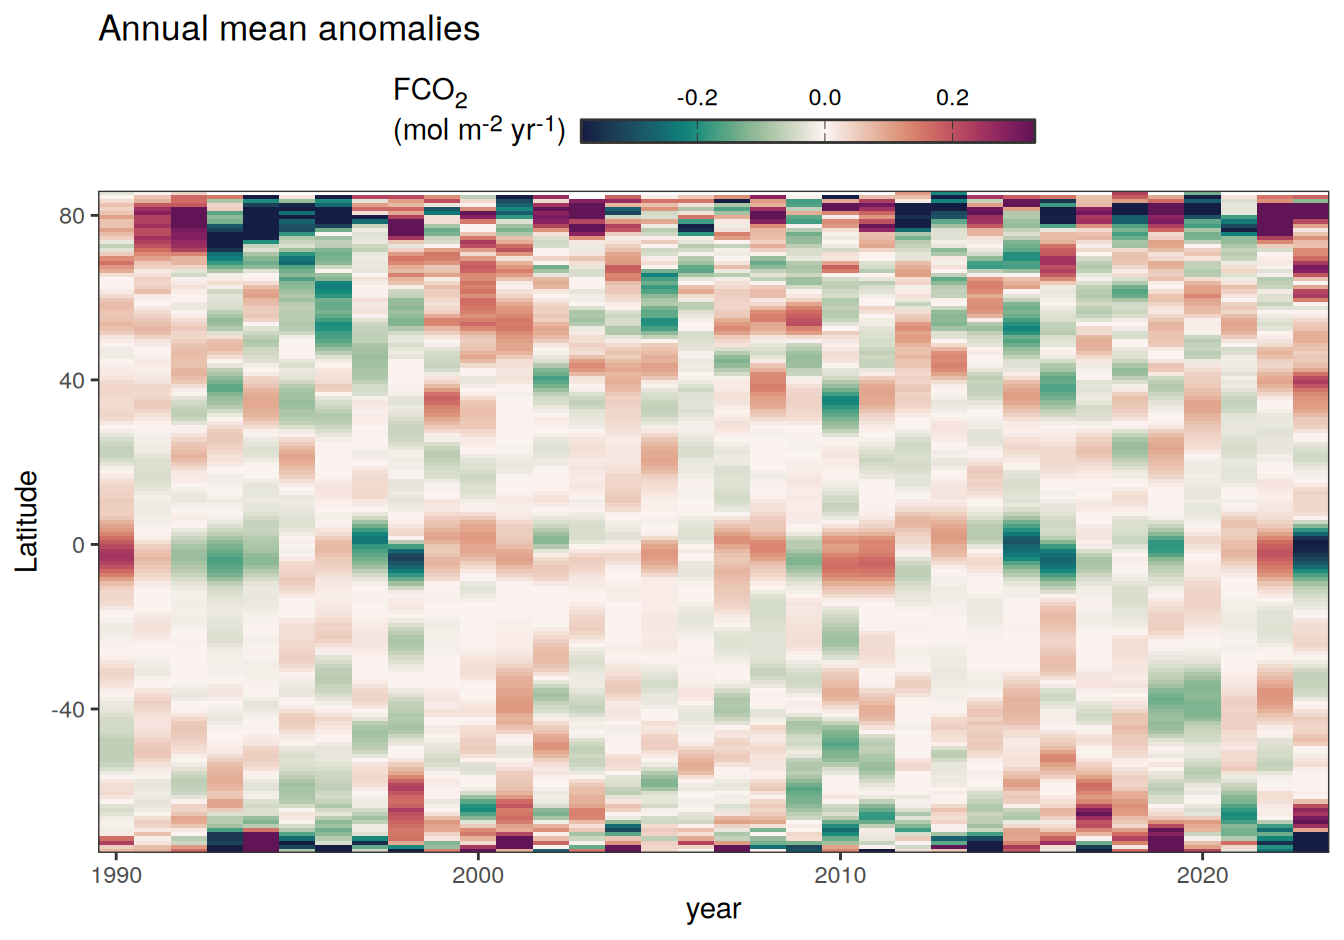 Annual mean anomalies
FCO₂
(mol m⁻² yr⁻¹)
-0.2 0.0 0.2
Latitude
80
40
0
-40
1990 2000 2010 2020
year